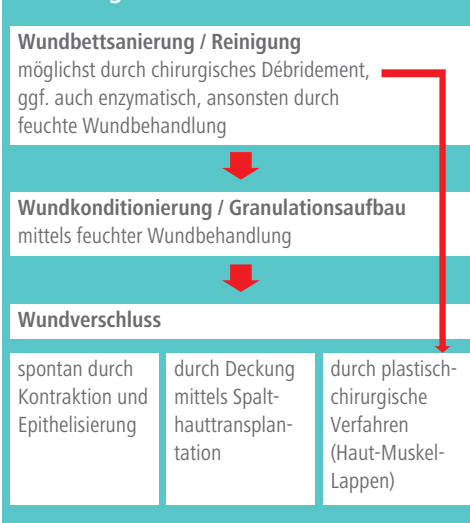 Wundbettsanierung / Reinigung
möglichst durch chirurgisches Débridement,
ggf. auch enzymatisch, ansonsten durch
feuchte Wundbehandlung
Wundkonditionierung / Granulationsaufbau
mittels feuchter Wundbehandlung
Wundverschluss
spontan durch
Kontraktion und
Epithelisierung
durch Deckung
mittels Spalt-
hauttransplan-
tation
durch plastisch-
chirurgische
Verfahren
(Haut-Muskel-
Lappen)